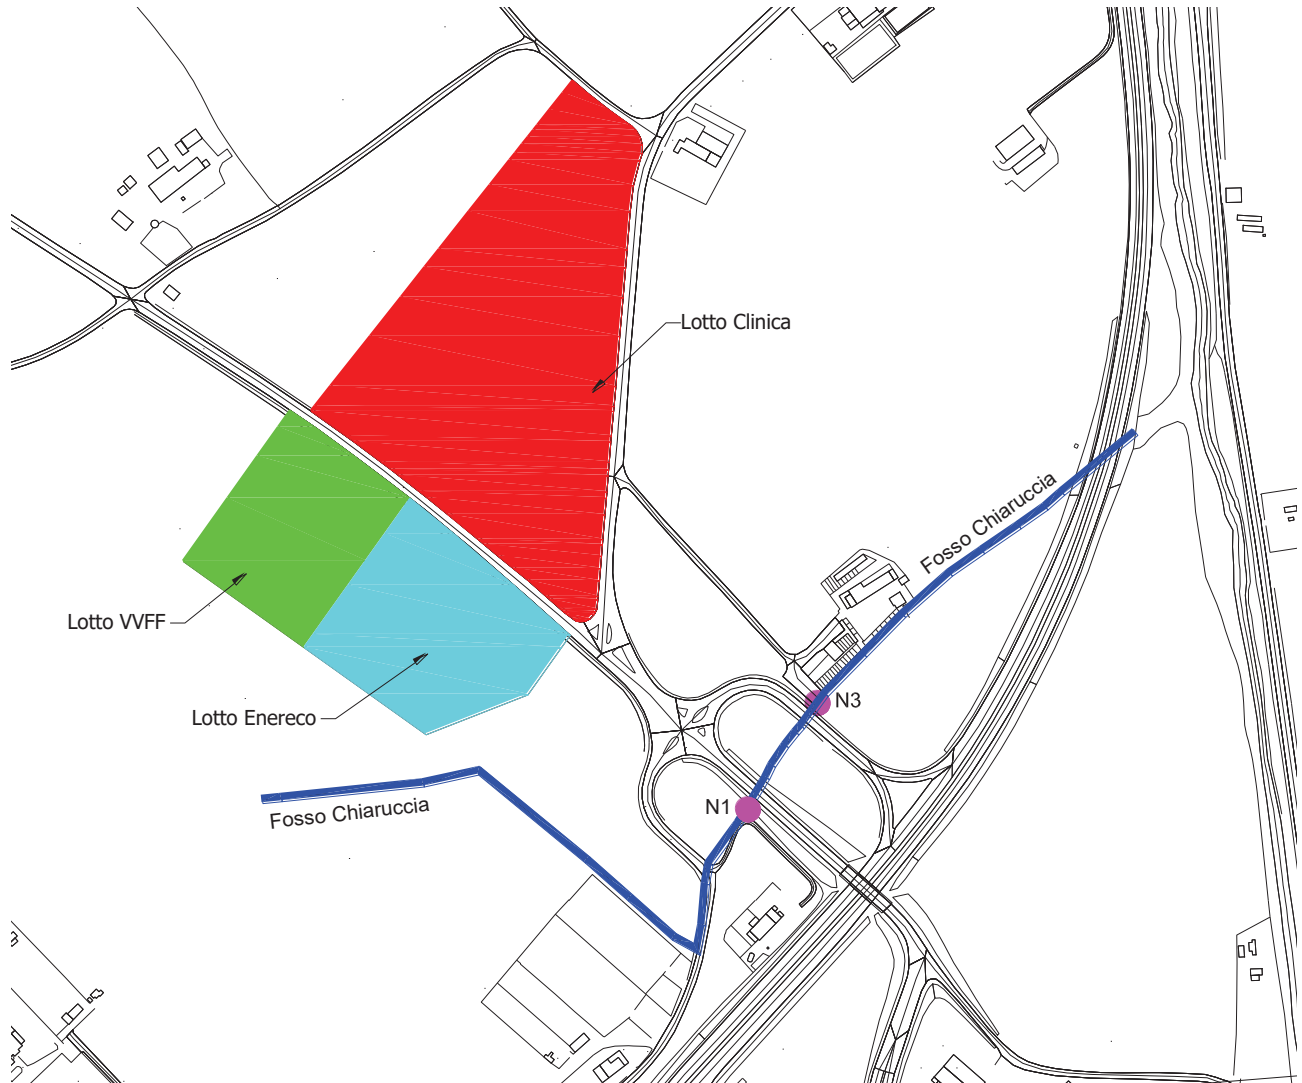 Lotto Clinica
Fosso Chiaruccia
Lotto VVFF
Lotto Enereco
N3
N1
Fosso Chiaruccia